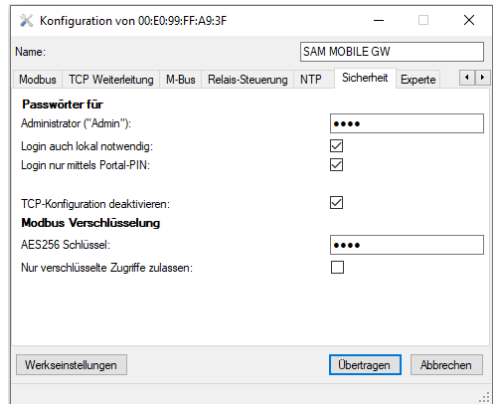 Konfiguration von 00:E0:99:FF:A9:3F
Name: SAM MOBILE GW
Modbus TCP Weiterleitung M-Bus Relais-Steuerung NTP Sicherheit Experte
Passwörter für
Administrator ("Admin"): ●●●●
Login auch lokal notwendig:
Login nur mittels Portal-PIN:
TCP-Konfiguration deaktivieren:
Modbus Verschlüsselung
AES256 Schlüssel: ●●●●
Nur verschlüsselte Zugriffe zulassen:
Werkseinstellungen Übertragen Abbrechen